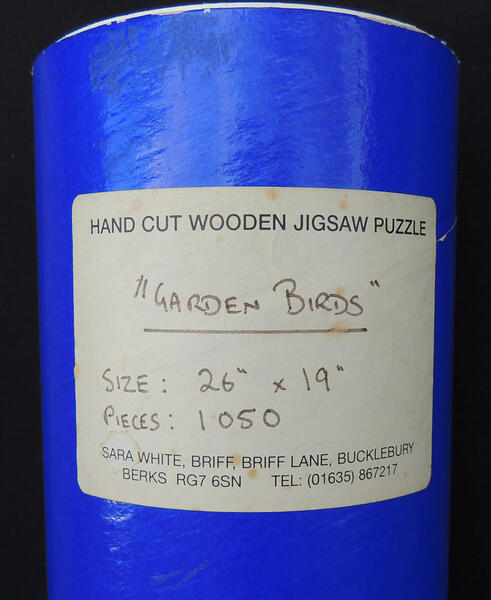 HAND CUT WOODEN JIGSAW PUZZLE
"GARDEN BIRDS"
SIZE: 26" x 19"
PIECES: 1050
SARA WHITE, BRIFF, BRIFF LANE, BUCKLEBURY
BERKS RG7 6SN TEL: (01635) 867217